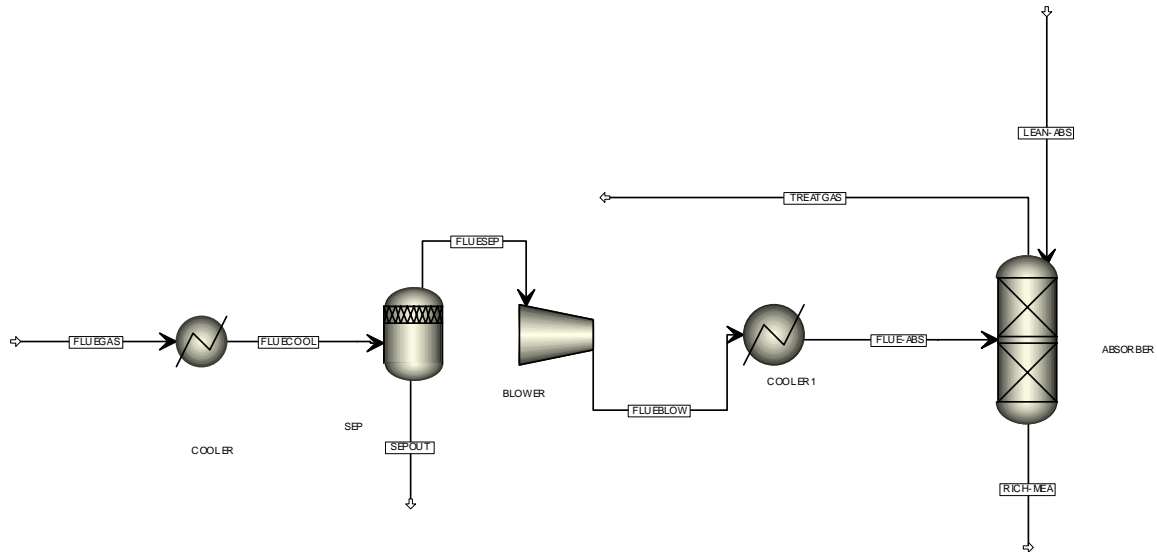 LEAN-ABS
TREATGAS
FLUESEP
FLUEGAS
FLUECOOL
FLUE-ABS
ABSORBER
COOLER1
BLOWER
FLUEBLOW
SEP
SEPOUT
COOLER
RICH-MEA